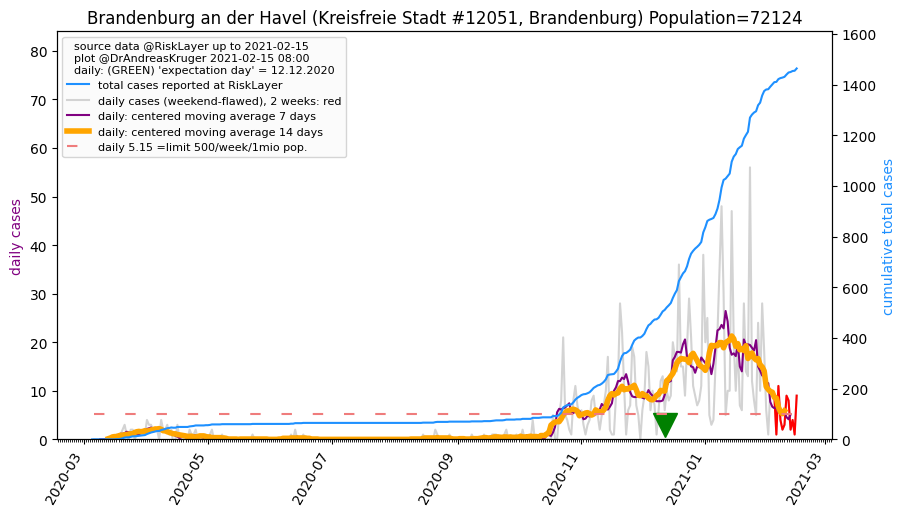 Brandenburg an der Havel (Kreisfreie Stadt #12051, Brandenburg) Population=72124
source data @RiskLayer up to 2021-02-15
plot @DrAndreasKruger 2021-02-15 08:00
daily: (GREEN) 'expectation day' = 12.12.2020
total cases reported at RiskLayer
daily cases (weekend-flawed), 2 weeks: red
daily: centered moving average 7 days
daily: centered moving average 14 days
daily 5.15 =limit 500/week/1mio pop.
daily cases
80
70
60
50
40
30
20
10
0
cumulative total cases
1600
1400
1200
1000
800
600
400
200
0
2020-03
2020-05
2020-07
2020-09
2020-11
2021-01
2021-03